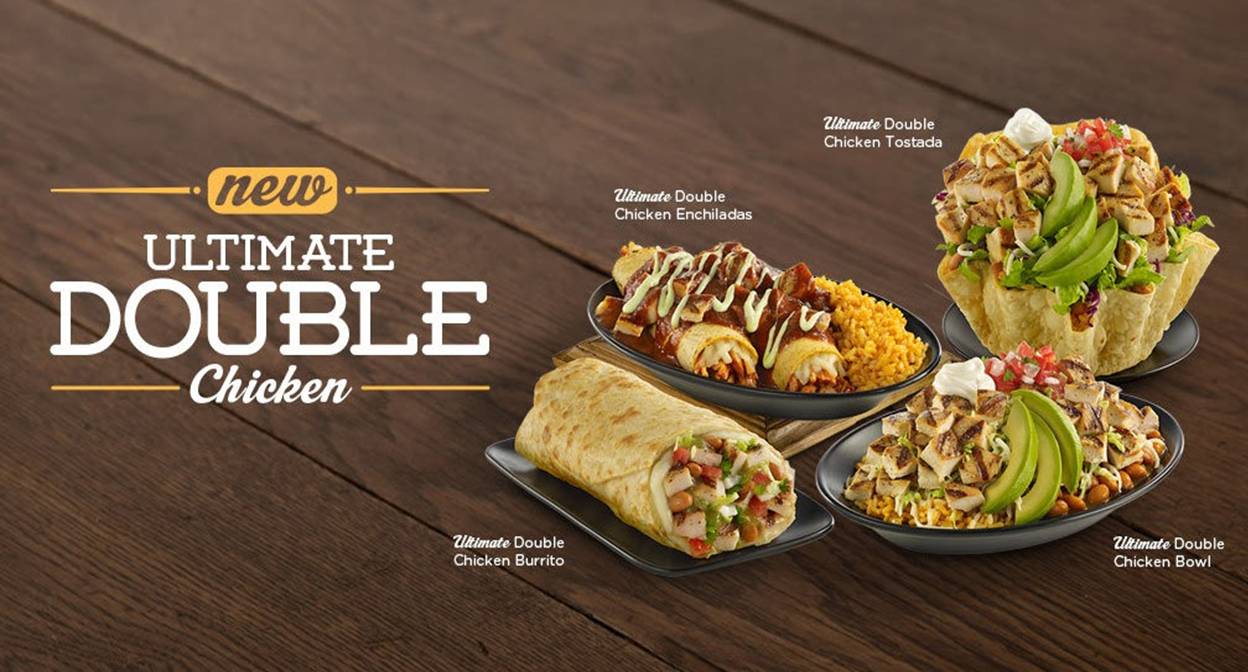 new
ULTIMATE
DOUBLE
Chicken
Ultimate Double
Chicken Enchiladas
Ultimate Double
Chicken Tostada
Ultimate Double
Chicken Burrito
Ultimate Double
Chicken Bowl